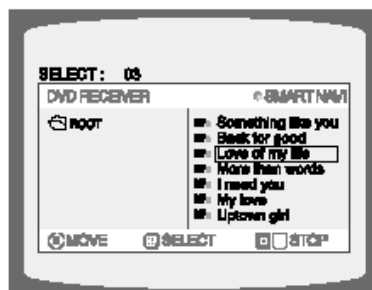 SELECT : 03
DVD RECEIVER
SMART NAVI
ROOT
Something like you
Back for good
Love of my life
More than words
I need you
My love
Uptown girl
MOVE
SELECT
STOP